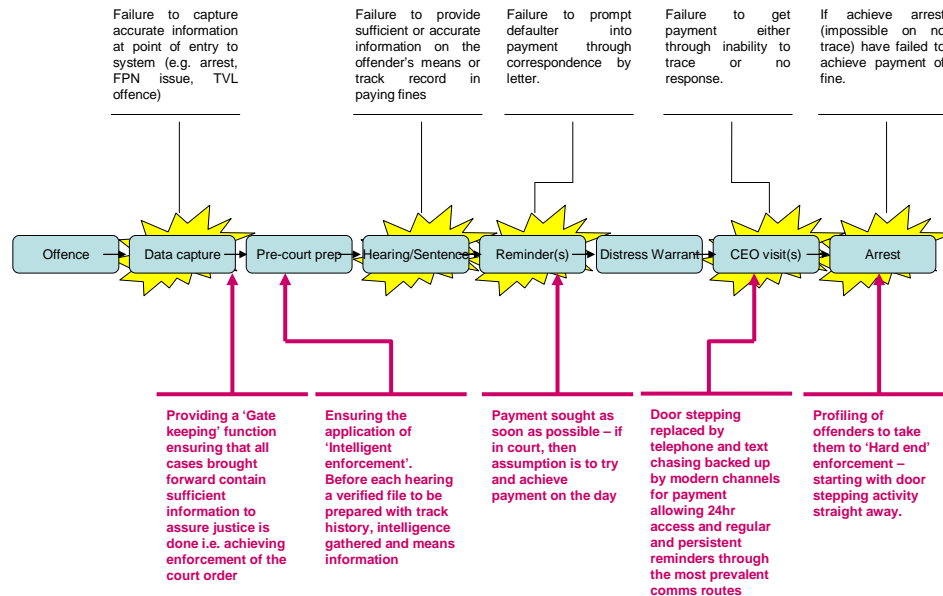 Failure to capture
accurate information
at point of entry to
system (e.g. arrest,
FPN issue, TVL
offence)
Failure to provide
sufficient or accurate
information on the
offender's means or
track record in
paying fines
Failure to prompt
defaulter into
payment through
correspondence by
letter.
Failure to get
payment either
through inability to
trace or no
response.
If achieve arrest
(impossible on no
trace) have failed to
achieve payment of
fine.
Offence
Data capture
Pre-court prep
Hearing/Sentence
Reminder(s)
Distress Warrant
CEO visit(s)
Arrest
Providing a 'Gate
keeping' function
ensuring that all
cases brought
forward contain
sufficient
information to
assure justice is
done i.e. achieving
enforcement of the
court order
Ensuring the
application of
'Intelligent
enforcement'.
Before each hearing
a verified file to be
prepared with track
history, intelligence
gathered and means
information
Payment sought as
soon as possible – if
in court, then
assumption is to try
and achieve
payment on the day
Door stepping
replaced by
telephone and text
chasing backed up
by modern channels
for payment
allowing 24hr
access and regular
and persistent
reminders through
the most prevalent
comms routes
Profiling of
offenders to take
them to 'Hard end'
enforcement –
starting with door
stepping activity
straight away.